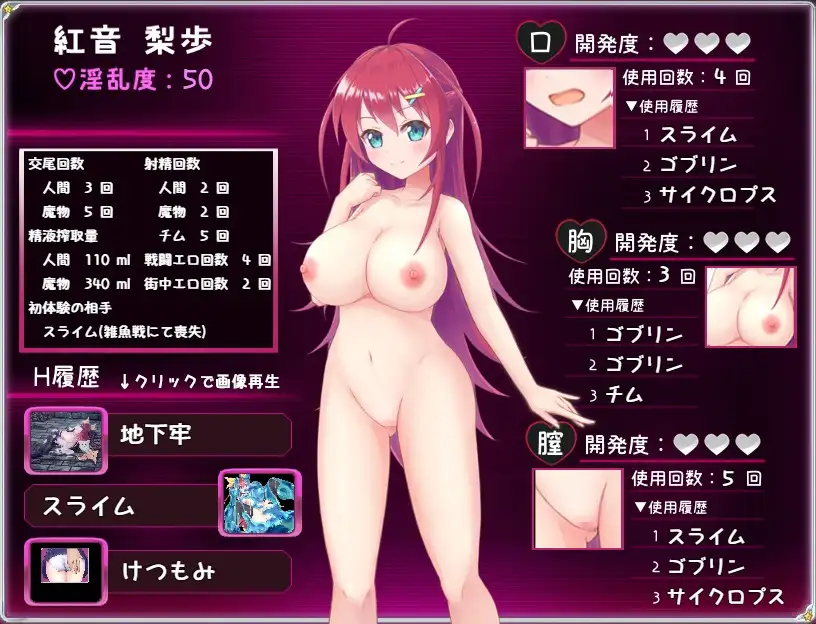 紅音 梨歩
♡淫乱度：50
交尾回数 射精回数
人間 3 回 人間 2 回
魔物 5 回 魔物 2 回
精液搾取量 チム 5 回
人間 110 ml 戦闘エロ回数 4 回
魔物 340 ml 街中エロ回数 2 回
初体験の相手
スライム(雑魚戦にて喪失)
H履歴 ↓クリックで画像再生
地下牢
スライム
けつもみ
口 開発度：
使用回数：4 回
▼使用履歴
1 スライム
2 ゴブリン
3 サイクロプス
胸 開発度：
使用回数：3 回
▼使用履歴
1 ゴブリン
2 ゴブリン
3 チム
膣 開発度：
使用回数：5 回
▼使用履歴
1 スライム
2 ゴブリン
3 サイクロプス